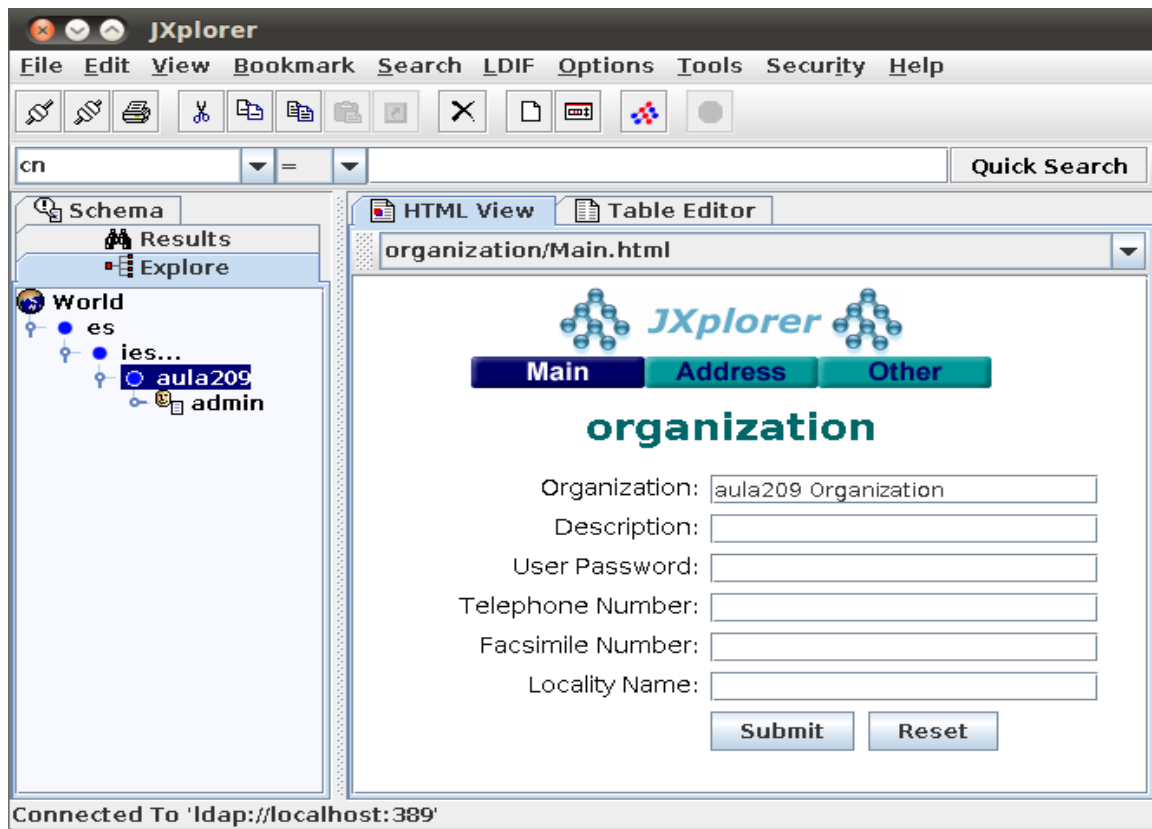 JXplorer
File Edit View Bookmark Search LDIF Options Tools Security Help
cn = Quick Search
Schema
Results
Explore
World
es
ies...
aula209
admin
HTML View Table Editor
organization/Main.html
JXplorer
Main Address Other
organization
Organization: aula209 Organization
Description:
User Password:
Telephone Number:
Facsimile Number:
Locality Name:
Submit Reset
Connected To 'ldap://localhost:389'